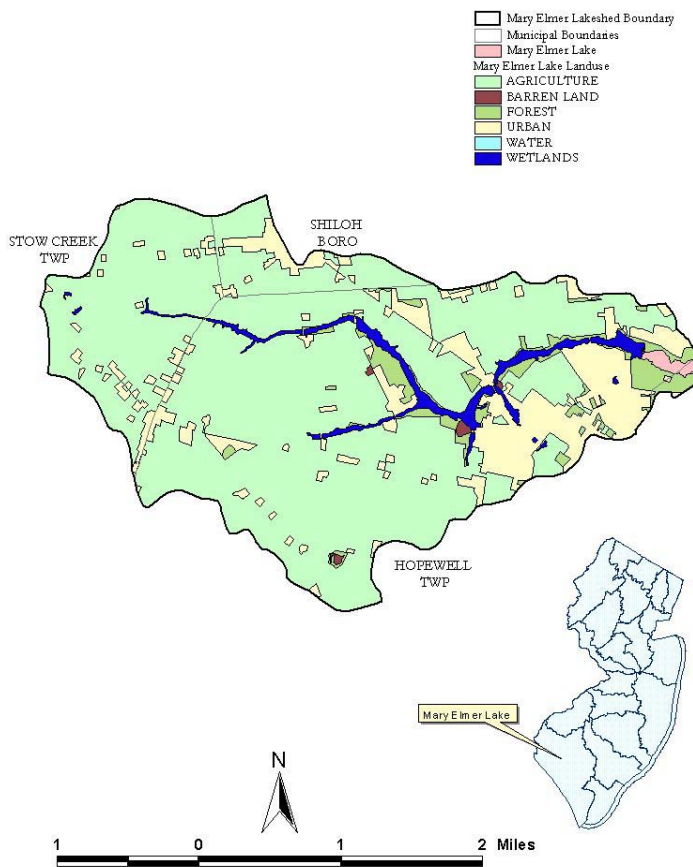 Mary Elmer Lakeshed Boundary
Municipal Boundaries
Mary Elmer Lake
Mary Elmer Lake Landuse
AGRICULTURE
BARREN LAND
FOREST
URBAN
WATER
WETLANDS
STOW CREEK
TWP
SHILOH
BORO
HOPEWELL
TWP
Mary Elmer Lake
N
1 0 1 2 Miles